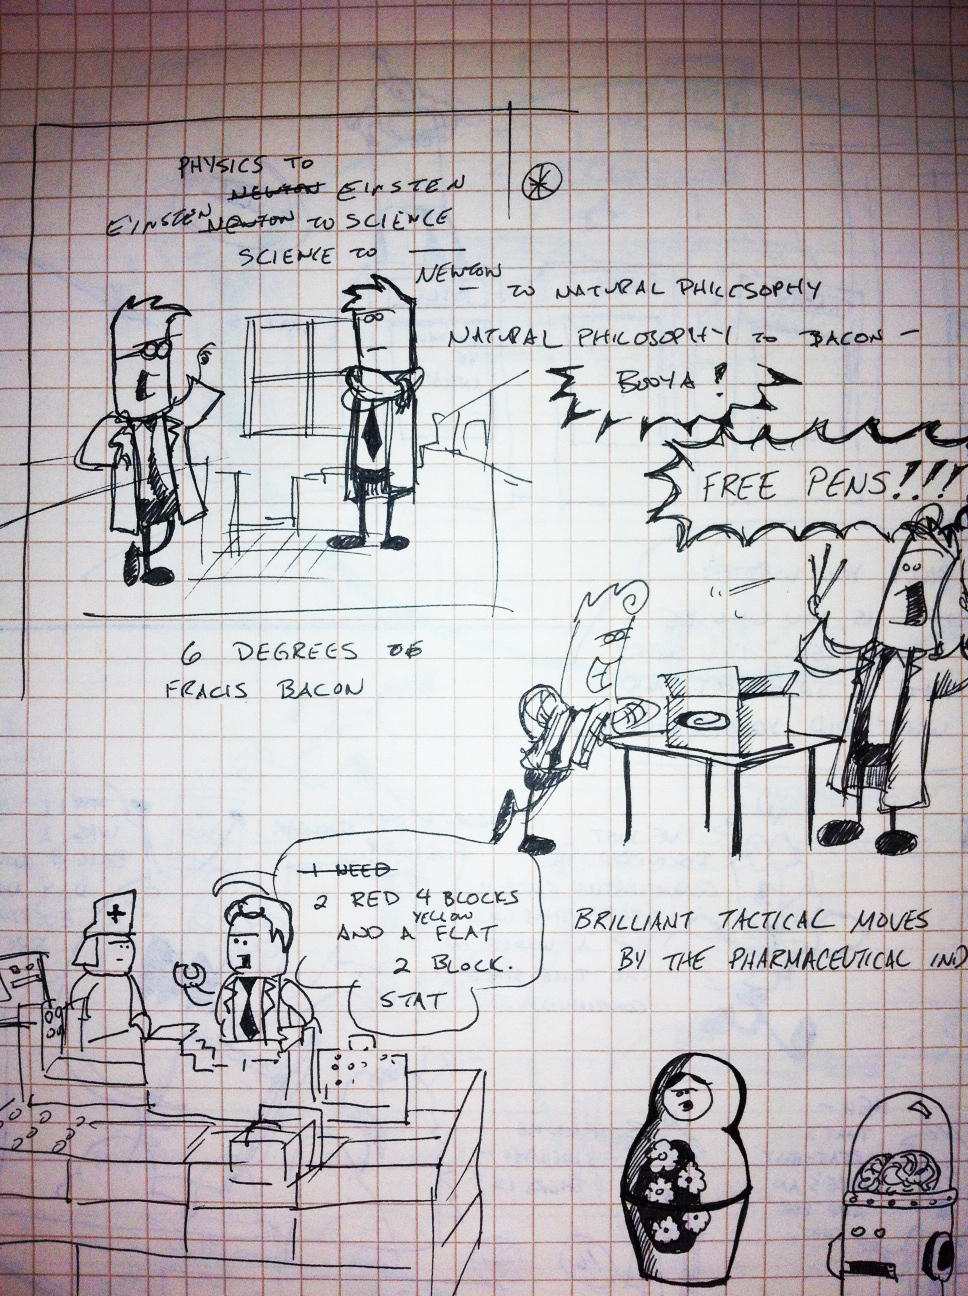 PHYSICS TO
NEWTON EINSTEN
EINSTEN NEWTON TO SCIENCE
SCIENCE TO —
NEWTON — TO NATURAL PHILOSOPHY
NATURAL PHILOSOPHY TO BACON —
BOOYA!
FREE PENS!!!!
6 DEGREES OF
FRACIS BACON
I NEED
2 RED 4 BLOCKS
YELLOW
AND A FLAT
2 BLOCK.
STAT
BRILLIANT TACTICAL MOVES
BY THE PHARMACEUTICAL IND